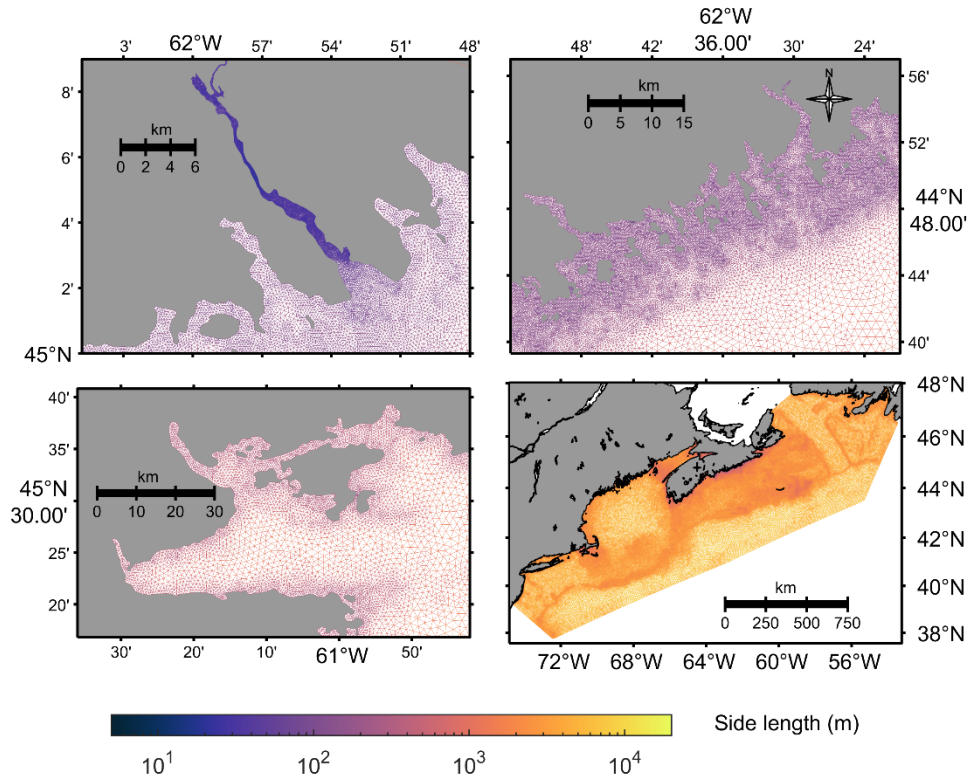 3' 62°W 57' 54' 51' 48'
8'
6'
4'
2'
45°N
km
0 2 4 6
62°W
48' 42' 36.00' 30' 24'
N
km
0 5 10 15
56'
52'
44°N
48.00'
44'
40'
40'
35'
45°N
30.00'
25'
20'
km
0 10 20 30
30' 20' 10' 61°W 50'
48°N
46°N
44°N
42°N
40°N
38°N
km
0 250 500 750
72°W 68°W 64°W 60°W 56°W
Side length (m)
10¹ 10² 10³ 10⁴